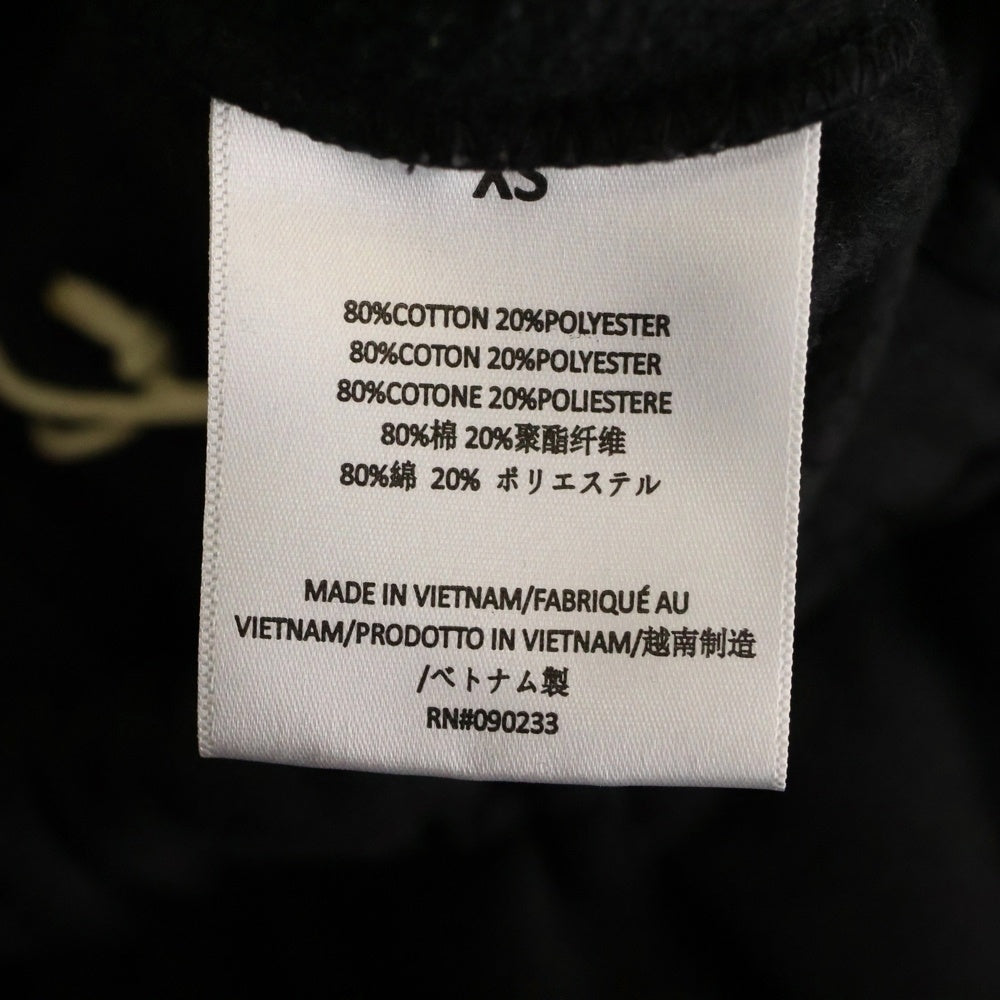 XS
80%COTTON 20%POLYESTER
80%COTON 20%POLYESTER
80%COTONE 20%POLIESTERE
80%棉 20%聚酯纤维
80%綿 20% ポリエステル
MADE IN VIETNAM/FABRIQUÉ AU
VIETNAM/PRODOTTO IN VIETNAM/越南制造
/ベトナム製
RN#090233